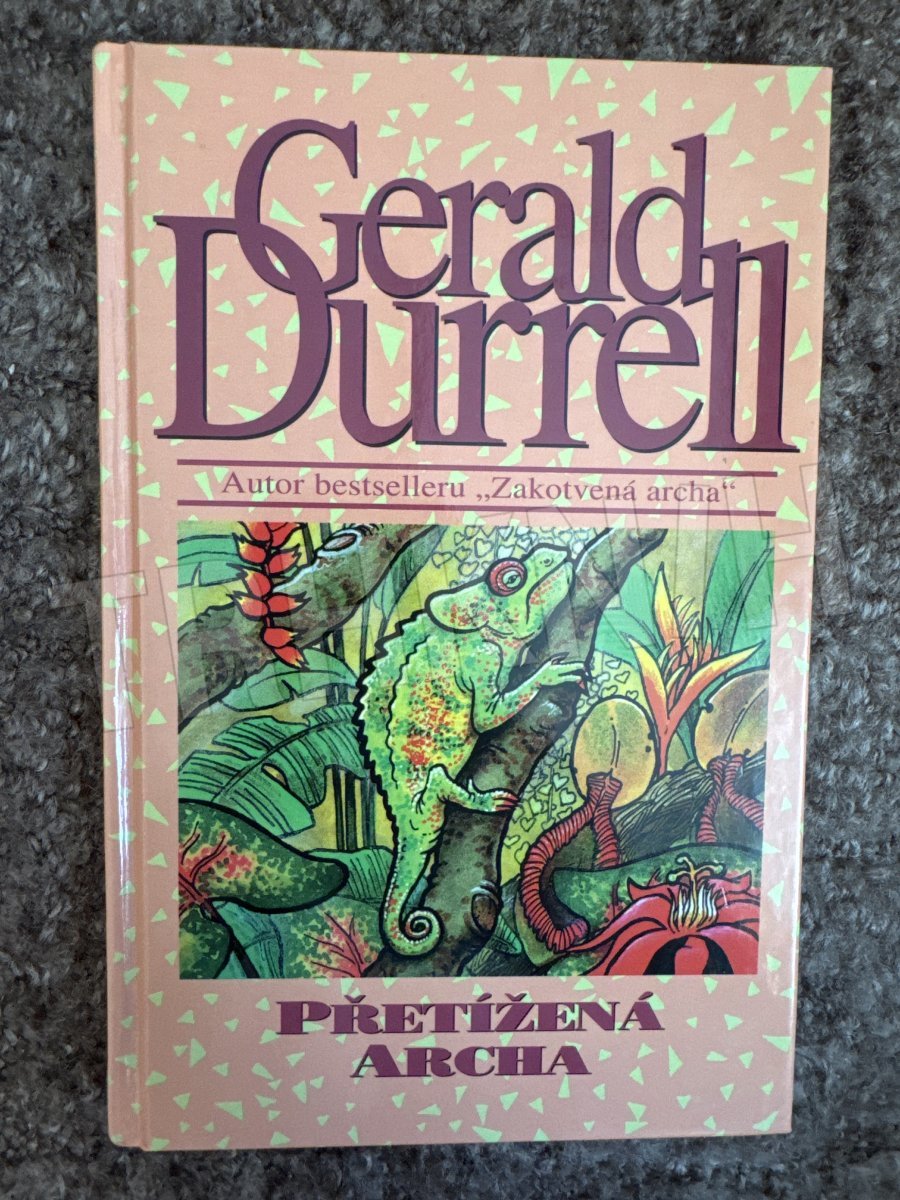 Gerald
Durrell
Autor bestselleru „Zakotvená archa“
PŘETÍŽENÁ
ARCHA